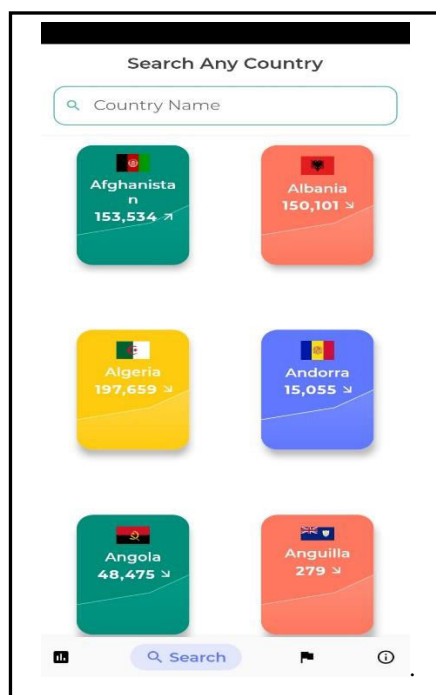 Search Any Country
Country Name
Afghanista
n
153,534
Albania
150,101
Algeria
197,659
Andorra
15,055
Angola
48,475
Anguilla
279
Search